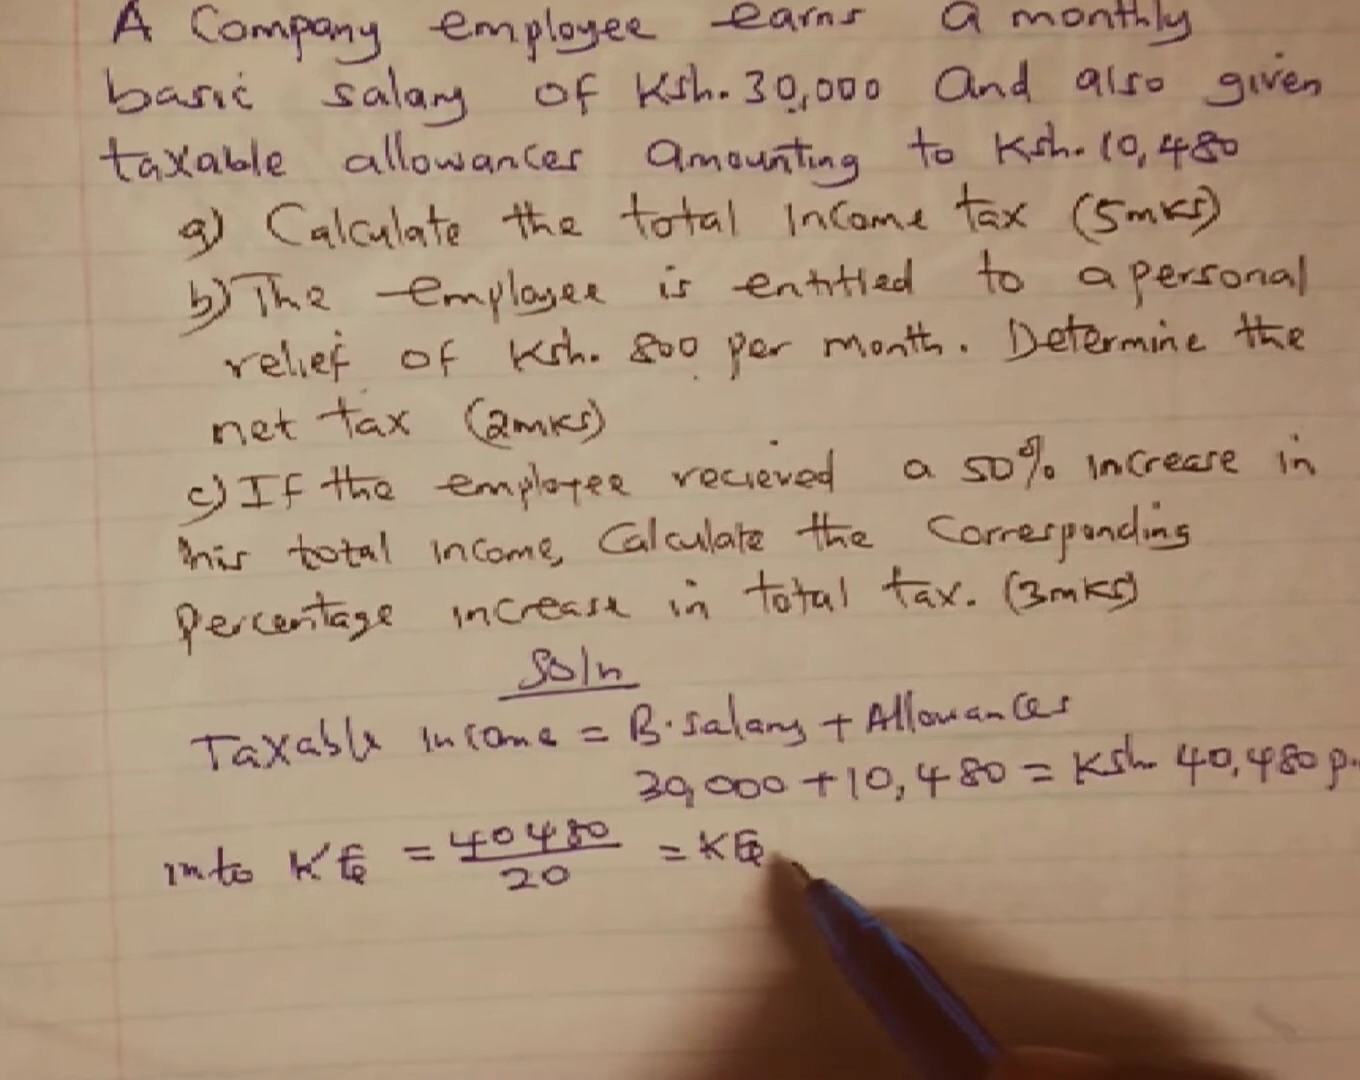 A Company employee earns a monthly
basic salary of Ksh. 30,000 and also given
taxable allowances amounting to Ksh. 10,480
a) Calculate the total income tax (5mks)
b) The employee is entitled to a personal
relief of Ksh. 800 per month. Determine the
net tax (2mks)
c) If the employee recieved a 50% increase in
his total income, Calculate the Corresponding
Percentage increase in total tax. (3mks)
Soln
Taxable income = B.salary + Allowances
30,000 + 10,480 = Ksh 40,480 p.
into K£ = 40480/20 = K£